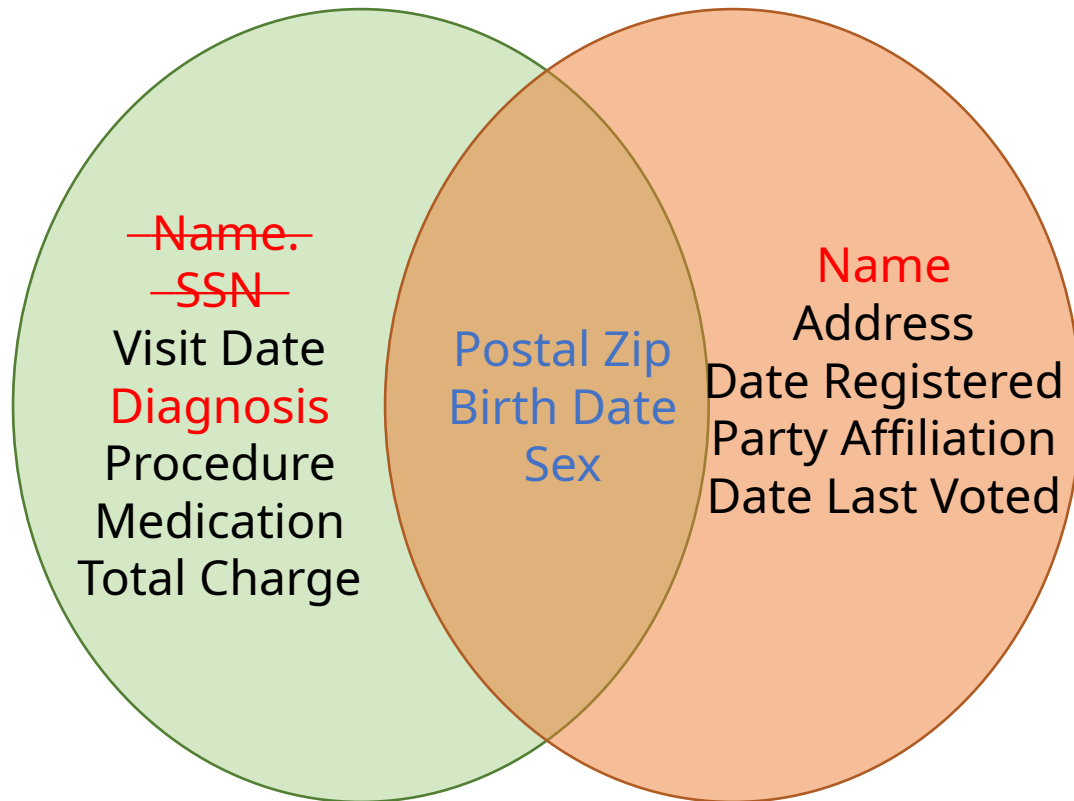 Name.
SSN
Visit Date
Diagnosis
Procedure
Medication
Total Charge
Postal Zip
Birth Date
Sex
Name
Address
Date Registered
Party Affiliation
Date Last Voted